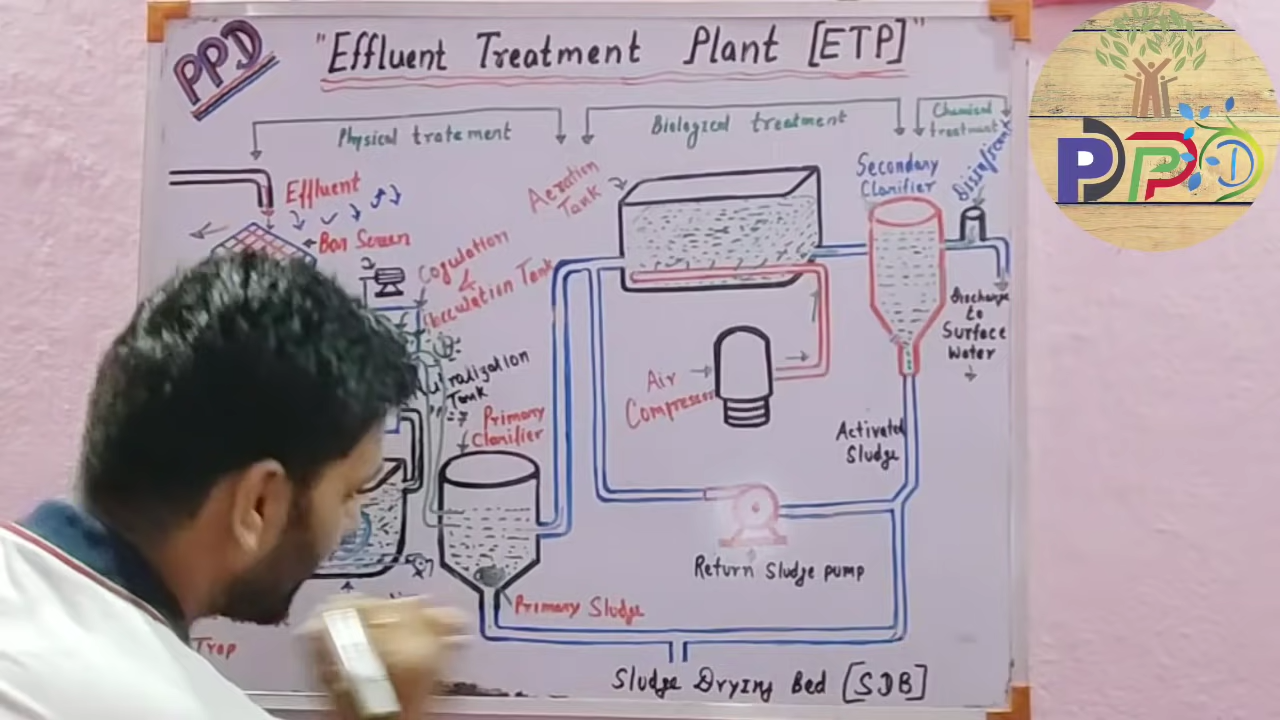 PPD
"Effluent Treatment Plant [ETP]"
Physical tratement
Biological treatment
Chemical
treatment
PPD
Effluent
Bar Screen
Aeration
Tank
Secondary
Clarifier
Coagulation
&
Flocculation Tank
Tank
Primary
Clarifier
Air
Compressor
Discharge
to
Surface
Water
Activated
Sludge
Return Sludge pump
Primary Sludge
Trap
Sludge Drying Bed [SDB]